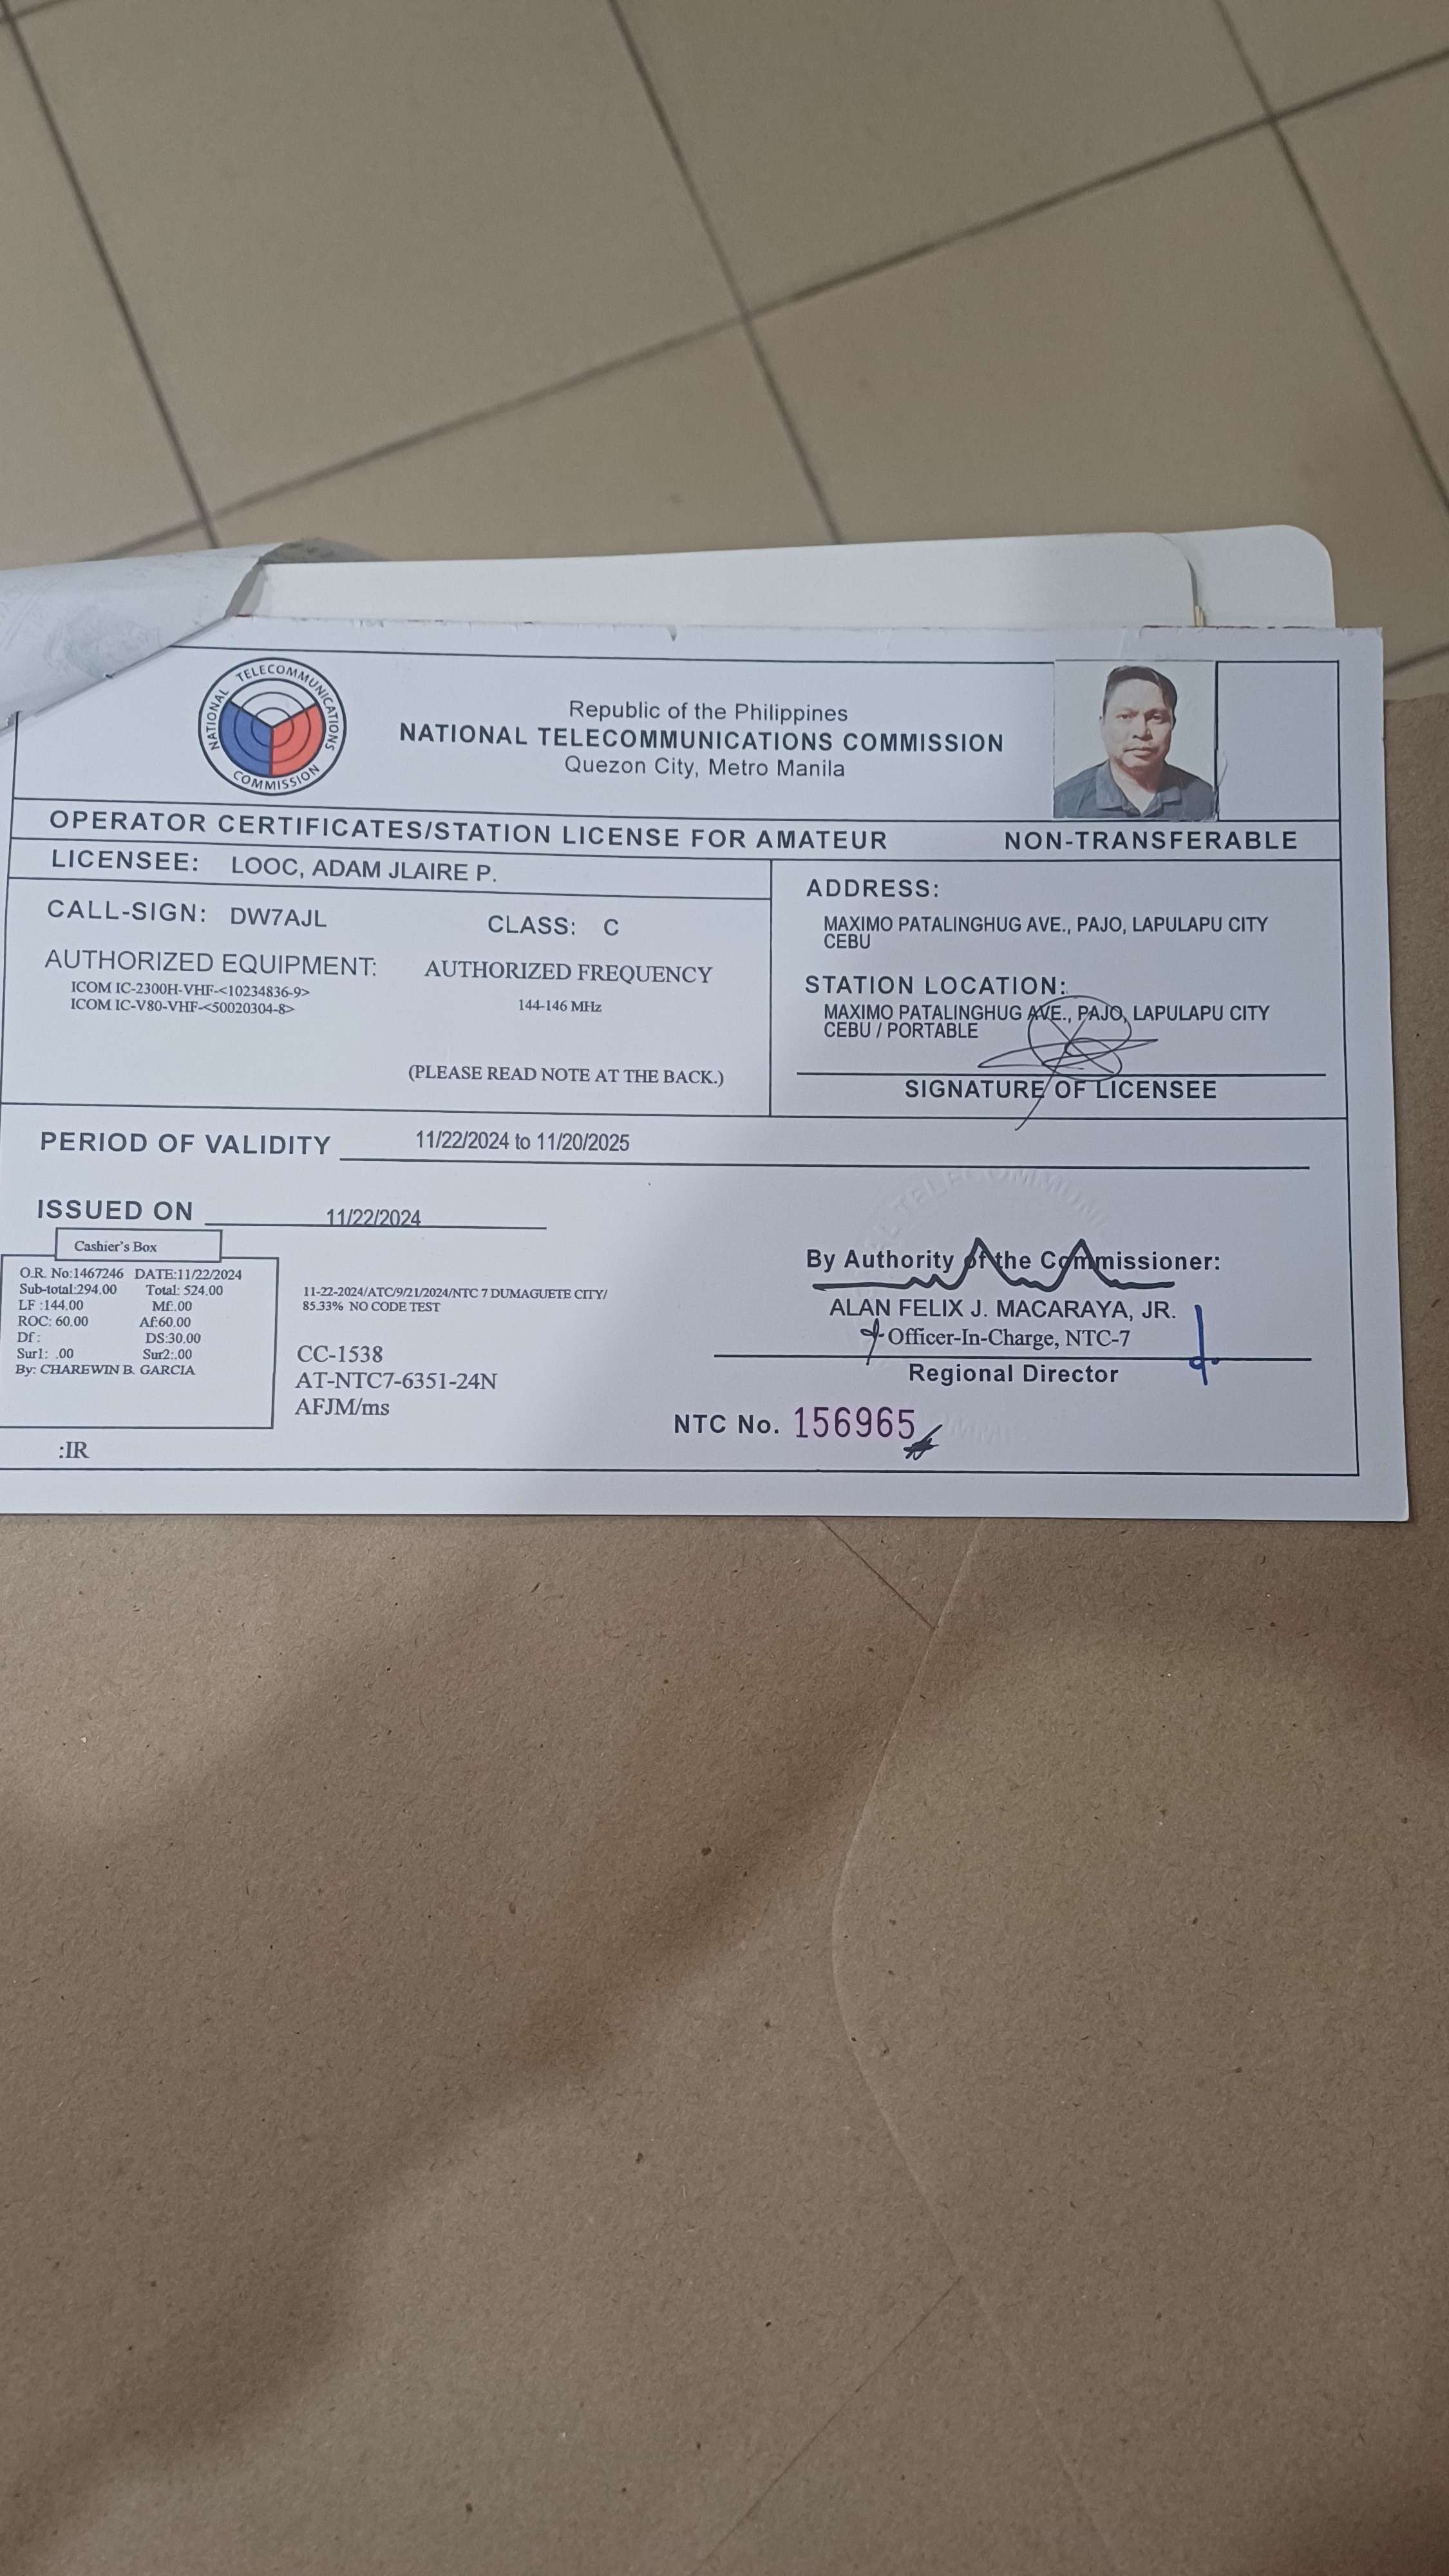 NATIONAL TELECOMMUNICATIONS COMMISSION
Republic of the Philippines
NATIONAL TELECOMMUNICATIONS COMMISSION
Quezon City, Metro Manila
OPERATOR CERTIFICATES/STATION LICENSE FOR AMATEUR NON-TRANSFERABLE
LICENSEE: LOOC, ADAM JLAIRE P.
CALL-SIGN: DW7AJL CLASS: C
AUTHORIZED EQUIPMENT: AUTHORIZED FREQUENCY
ICOM IC-2300H-VHF-<10234836-9>
ICOM IC-V80-VHF-<50020304-8>
144-146 MHz
(PLEASE READ NOTE AT THE BACK.)
ADDRESS:
MAXIMO PATALINGHUG AVE., PAJO, LAPULAPU CITY
CEBU
STATION LOCATION:
MAXIMO PATALINGHUG AVE., PAJO, LAPULAPU CITY
CEBU / PORTABLE
SIGNATURE OF LICENSEE
PERIOD OF VALIDITY 11/22/2024 to 11/20/2025
ISSUED ON 11/22/2024
Cashier's Box
O.R. No:1467246 DATE:11/22/2024
Sub-total:294.00 Total: 524.00
LF :144.00 Mf:.00
ROC: 60.00 Af:60.00
Df : DS:30.00
Sur1: .00 Sur2:.00
By: CHAREWIN B. GARCIA
:IR
11-22-2024/ATC/9/21/2024/NTC 7 DUMAGUETE CITY/
85.33% NO CODE TEST
CC-1538
AT-NTC7-6351-24N
AFJM/ms
By Authority of the Commissioner:
ALAN FELIX J. MACARAYA, JR.
Officer-In-Charge, NTC-7
Regional Director
NTC No. 156965